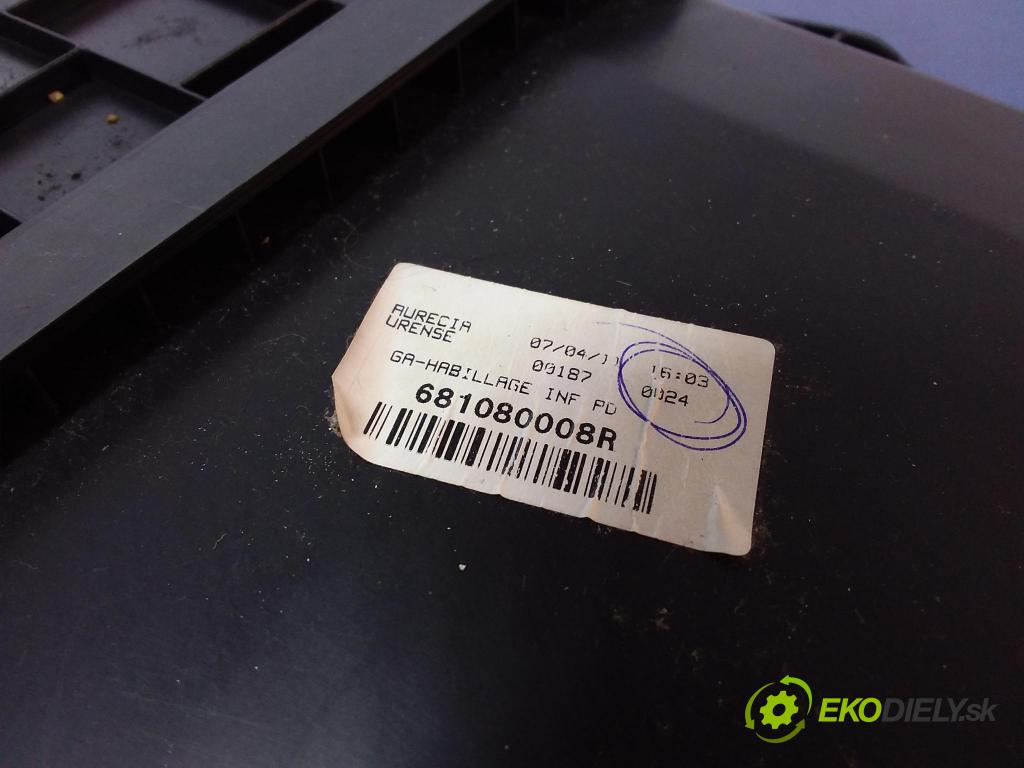 AURECIA
URENSE
07/04/11 16:03
00187 0024
GA-HABILLAGE INF PD
681080008R
EKODIELY.sk